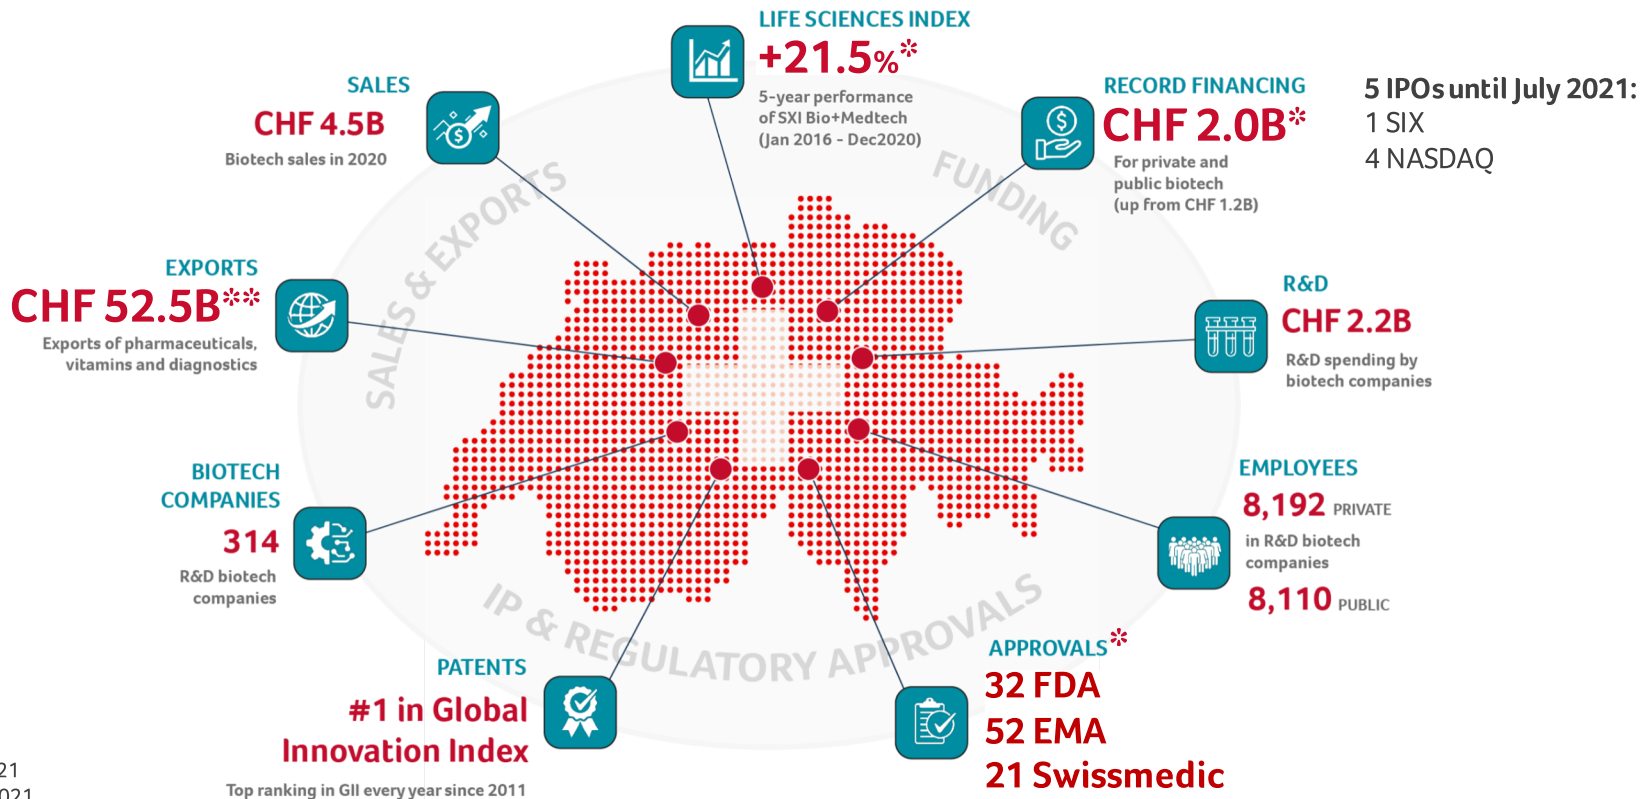 LIFE SCIENCES INDEX
+21.5%*
5-year performance
of SXI Bio+Medtech
(Jan 2016 - Dec2020)
SALES
CHF 4.5B
Biotech sales in 2020
RECORD FINANCING
CHF 2.0B*
For private and
public biotech
(up from CHF 1.2B)
5 IPOs until July 2021:
1 SIX
4 NASDAQ
SALES & EXPORTS
FUNDING
EXPORTS
CHF 52.5B**
Exports of pharmaceuticals,
vitamins and diagnostics
R&D
CHF 2.2B
R&D spending by
biotech companies
BIOTECH
COMPANIES
314
R&D biotech
companies
EMPLOYEES
8,192 PRIVATE
in R&D biotech
companies
8,110 PUBLIC
IP & REGULATORY APPROVALS
PATENTS
#1 in Global
Innovation Index
Top ranking in GII every year since 2011
APPROVALS*
32 FDA
52 EMA
21 Swissmedic
21
021